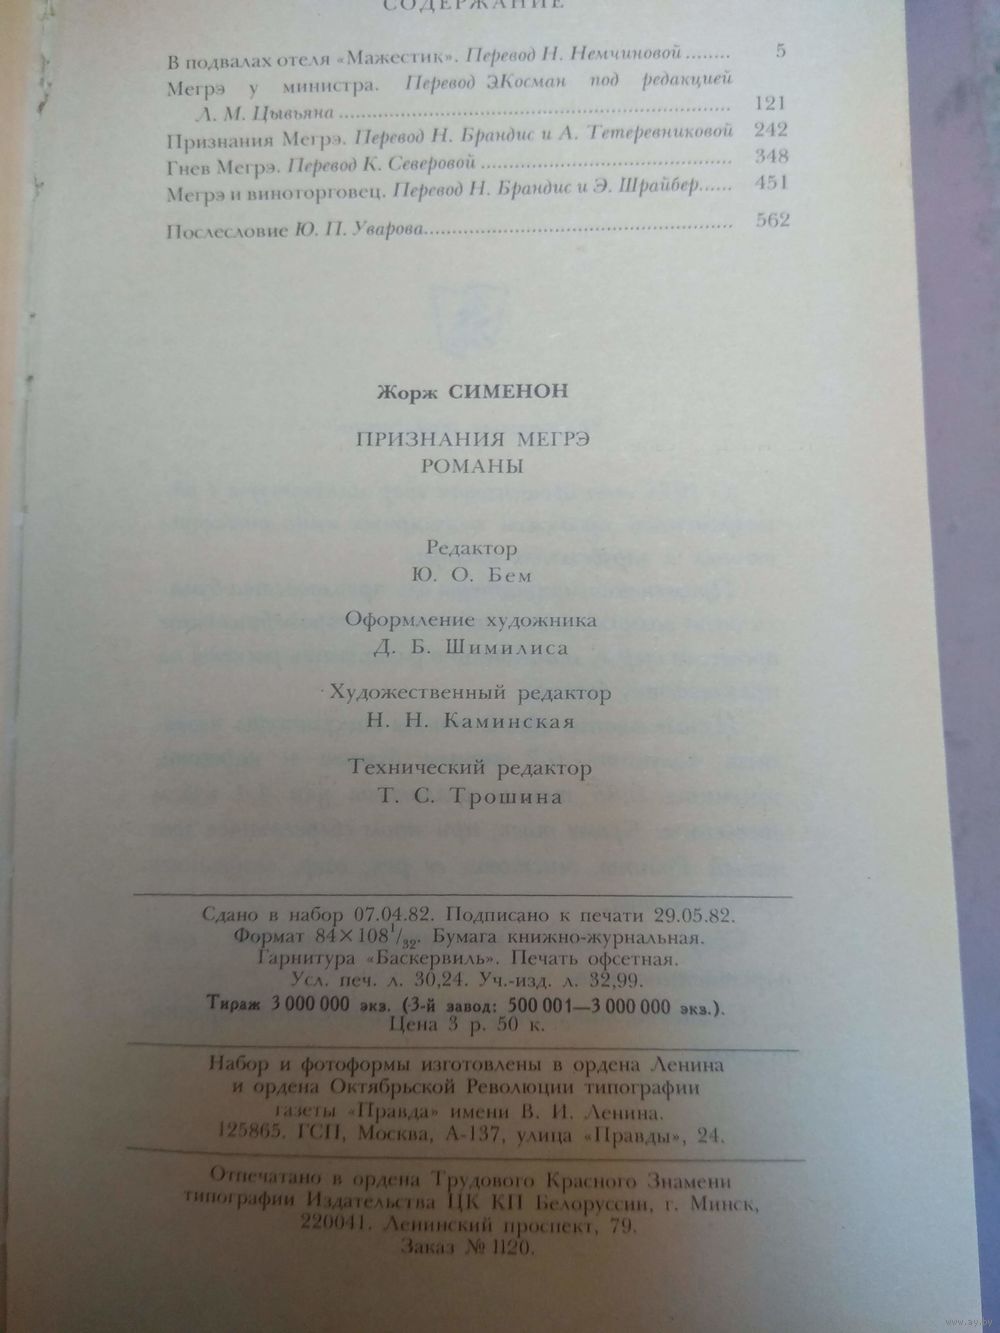 СОДЕРЖАНИЕ
В подвалах отеля «Мажестик». Перевод Н. Немчиновой ........ 5
Мегрэ у министра. Перевод ЭКосман под редакцией
Л. М. Цывьяна ........ 121
Признания Мегрэ. Перевод Н. Брандис и А. Тетеревниковой 242
Гнев Мегрэ. Перевод К. Северовой ........ 348
Мегрэ и виноторговец. Перевод Н. Брандис и Э. Шрайбер...... 451
Послесловие Ю. П. Уварова........ 562
Жорж СИМЕНОН
ПРИЗНАНИЯ МЕГРЭ
РОМАНЫ
Редактор
Ю. О. Бем
Оформление художника
Д. Б. Шимилиса
Художественный редактор
Н. Н. Каминская
Технический редактор
Т. С. Трошина
Сдано в набор 07.04.82. Подписано к печати 29.05.82.
Формат 84×108 1/32. Бумага книжно-журнальная.
Гарнитура «Баскервиль». Печать офсетная.
Усл. печ. л. 30,24. Уч.-изд. л. 32,99.
Тираж 3 000 000 экз. (3-й завод: 500 001—3 000 000 экз.).
Цена 3 р. 50 к.
Набор и фотоформы изготовлены в ордена Ленина
и ордена Октябрьской Революции типографии
газеты «Правда» имени В. И. Ленина.
125865. ГСП, Москва, А-137, улица «Правды», 24.
Отпечатано в ордена Трудового Красного Знамени
типографии Издательства ЦК КП Белоруссии, г. Минск,
220041. Ленинский проспект, 79.
Заказ № 1120.
www.ay.by